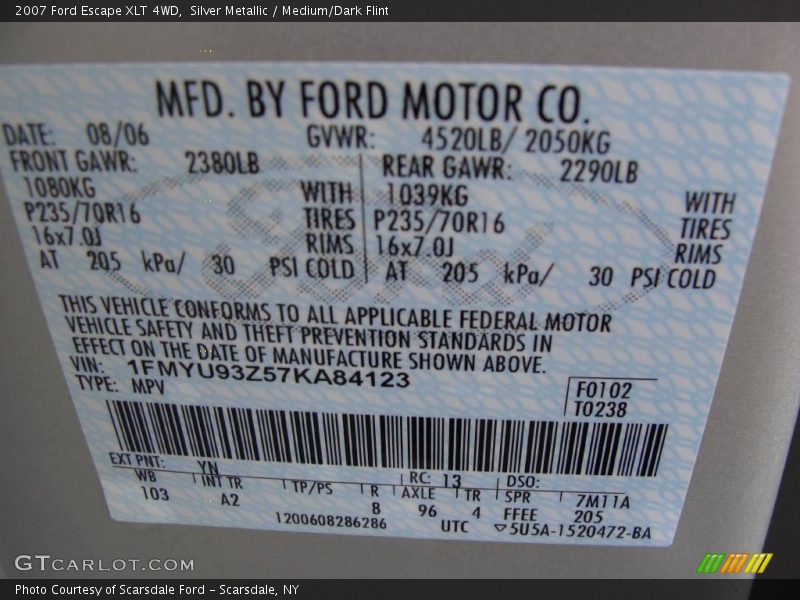 2007 Ford Escape XLT 4WD, Silver Metallic / Medium/Dark Flint
MFD. BY FORD MOTOR CO.
DATE: 08/06 GVWR: 4520LB/ 2050KG
FRONT GAWR: 2380LB REAR GAWR: 2290LB
1080KG WITH 1039KG WITH
P235/70R16 TIRES P235/70R16 TIRES
16x7.0J RIMS 16x7.0J RIMS
AT 205 kPa/ 30 PSI COLD AT 205 kPa/ 30 PSI COLD
THIS VEHICLE CONFORMS TO ALL APPLICABLE FEDERAL MOTOR
VEHICLE SAFETY AND THEFT PREVENTION STANDARDS IN
EFFECT ON THE DATE OF MANUFACTURE SHOWN ABOVE.
VIN: 1FMYU93Z57KA84123
TYPE: MPV
F0102
T0238
EXT PNT: YN RC: 13 DSO:
WB INT TR TP/PS R AXLE TR SPR 7M11A
103 A2 8 96 4 FFEE 205
1200608286286 UTC ▽5U5A-1520472-BA
GTCARLOT.COM
Photo Courtesy of Scarsdale Ford – Scarsdale, NY